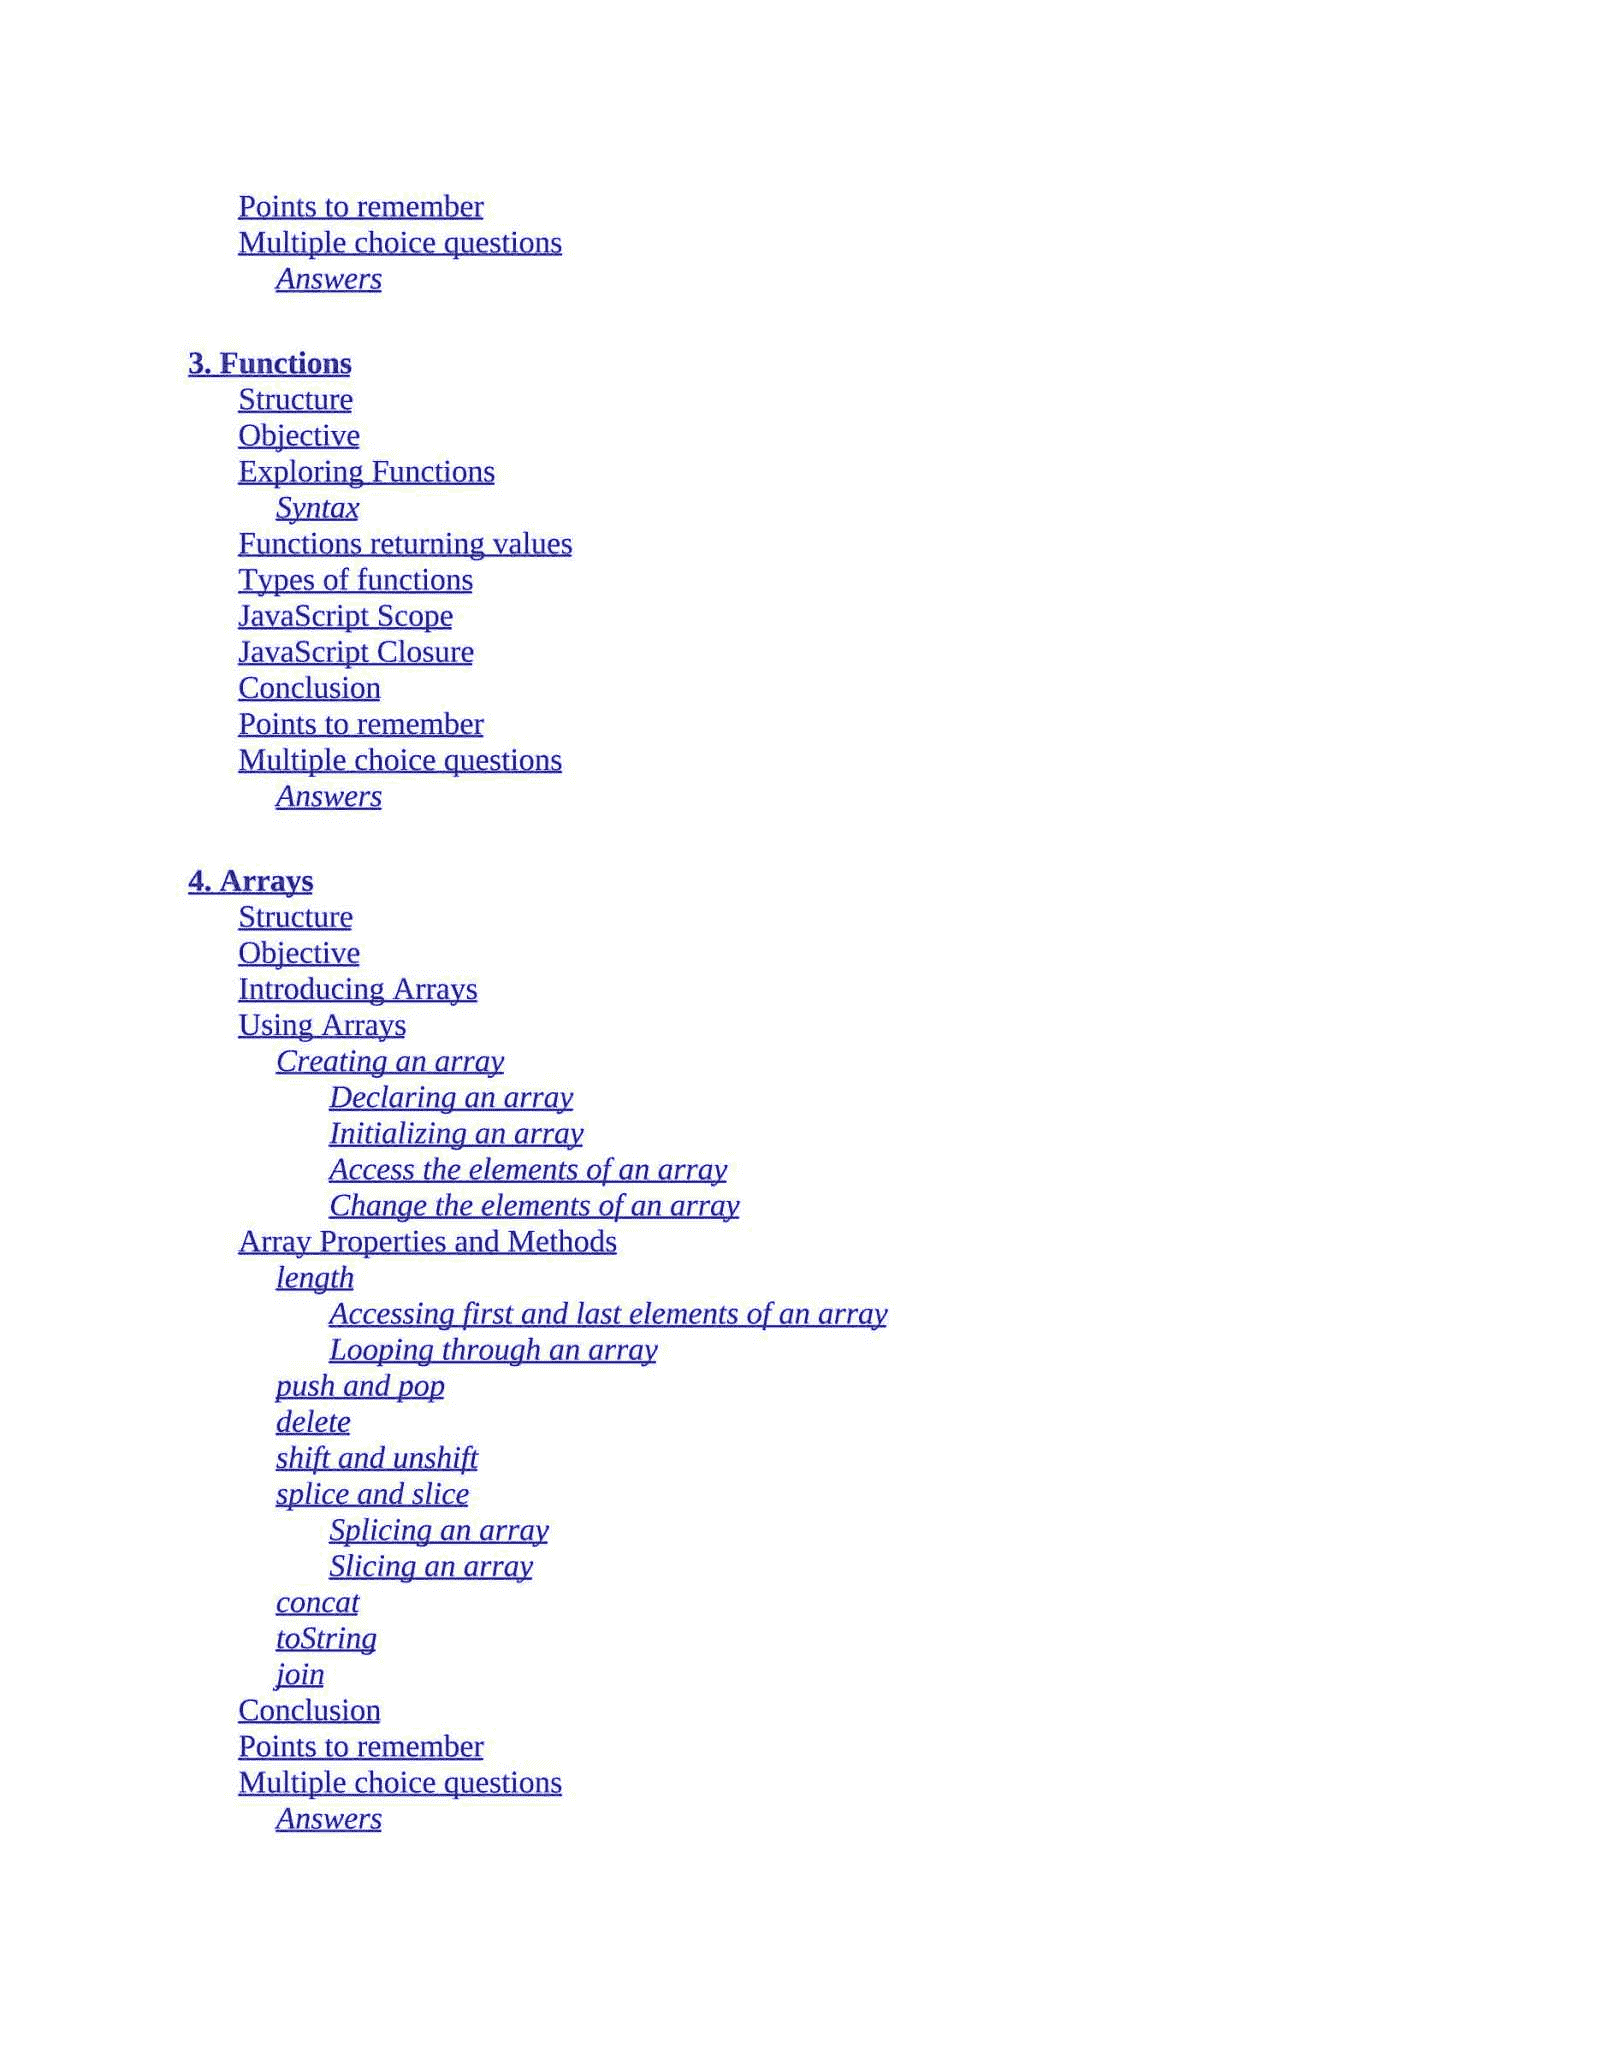 Points to remember
Multiple choice questions
Answers
3. Functions
Structure
Objective
Exploring Functions
Syntax
Functions returning values
Types of functions
JavaScript Scope
JavaScript Closure
Conclusion
Points to remember
Multiple choice questions
Answers
4. Arrays
Structure
Objective
Introducing Arrays
Using Arrays
Creating an array
Declaring an array
Initializing an array
Access the elements of an array
Change the elements of an array
Array Properties and Methods
length
Accessing first and last elements of an array
Looping through an array
push and pop
delete
shift and unshift
splice and slice
Splicing an array
Slicing an array
concat
toString
join
Conclusion
Points to remember
Multiple choice questions
Answers